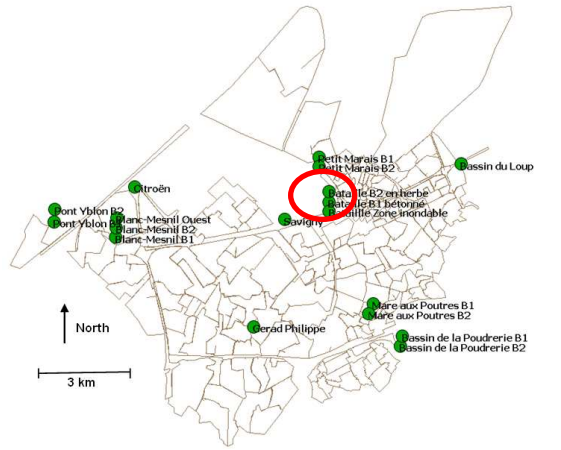 Petit Marais B1
Petit Marais B2
Bassin du Loup
Citroën
Bataille B2 en herbe
Bataille B1 bétonné
Bataille Zone inondable
Pont Yblon B2
Pont Yblon
Blanc-Mesnil Ouest
Blanc-Mesnil B2
Blanc-Mesnil B1
Savigny
Mare aux Poutres B1
Mare aux Poutres B2
Gerad Philippe
Bassin de la Poudrerie B1
Bassin de la Poudrerie B2
North
3 km